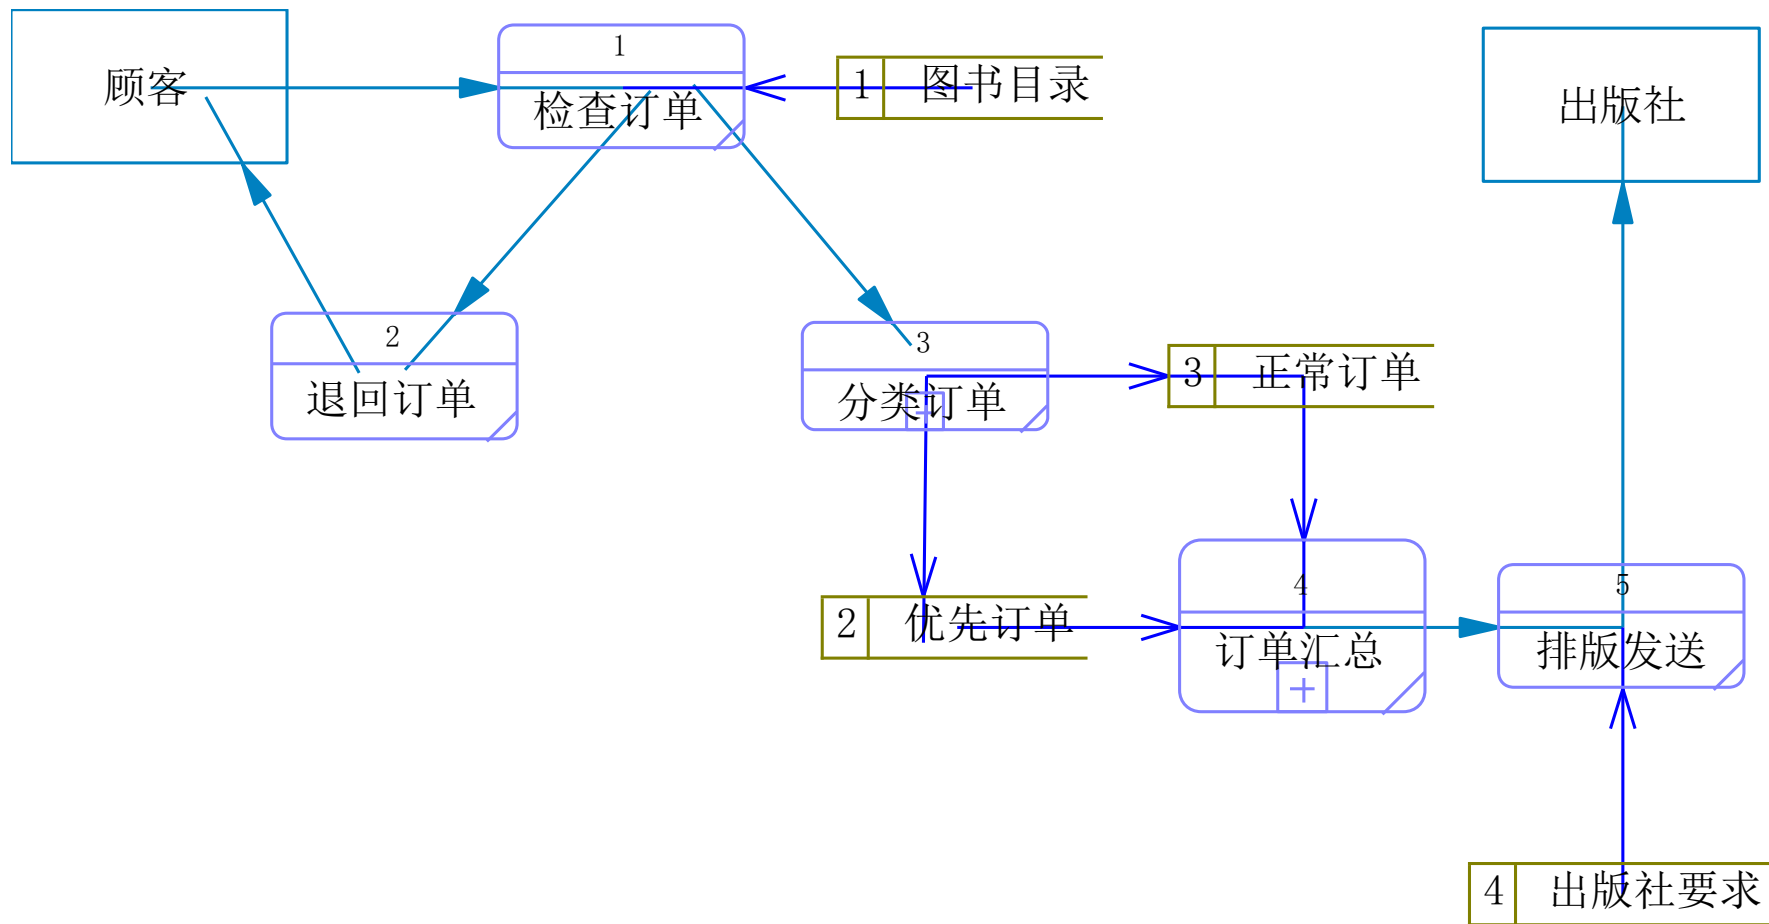 顾客
1
检查订单
1 图书目录
出版社
2
退回订单
3
分类订单
3 正常订单
2 优先订单
4
订单汇总
5
排版发送
4 出版社要求